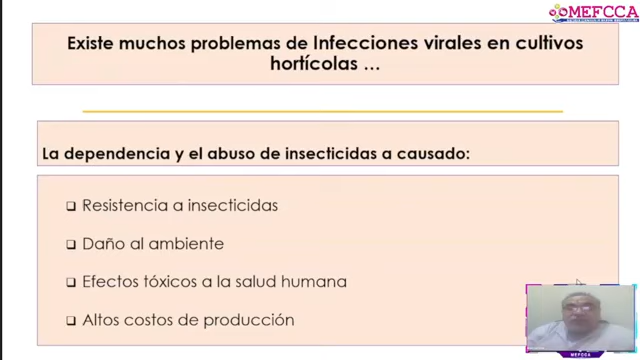 MEFCCA
Existe muchos problemas de Infecciones virales en cultivos
hortícolas …
La dependencia y el abuso de insecticidas a causado:
Resistencia a insecticidas
Daño al ambiente
Efectos tóxicos a la salud humana
Altos costos de producción
MEFCCA